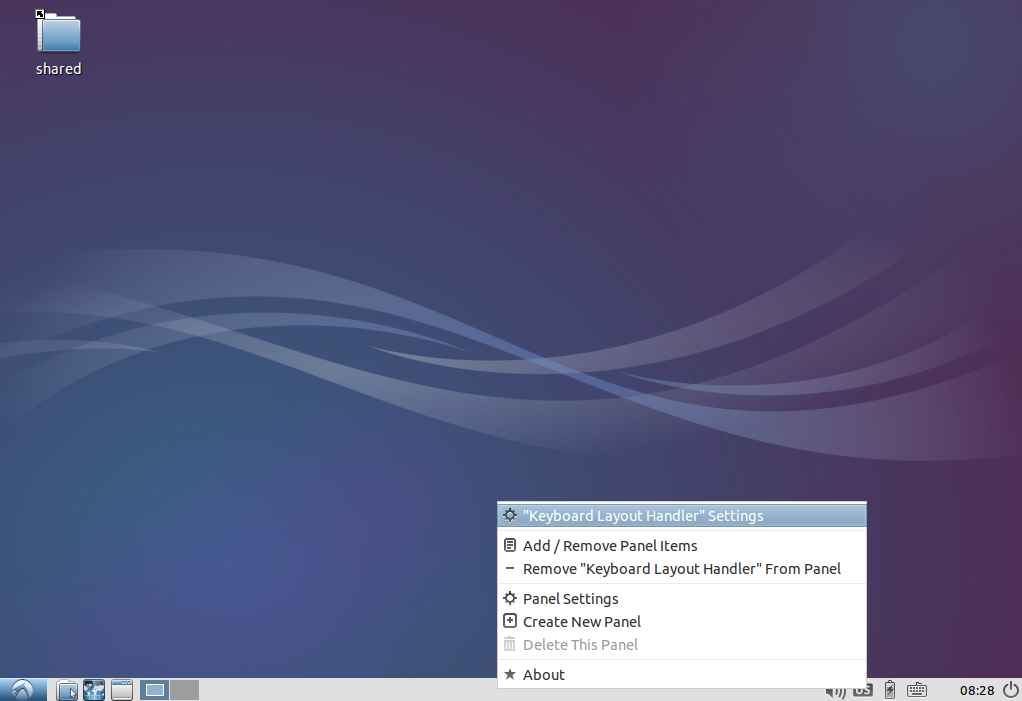 shared
"Keyboard Layout Handler" Settings
Add / Remove Panel Items
Remove "Keyboard Layout Handler" From Panel
Panel Settings
Create New Panel
Delete This Panel
About
US
08:28